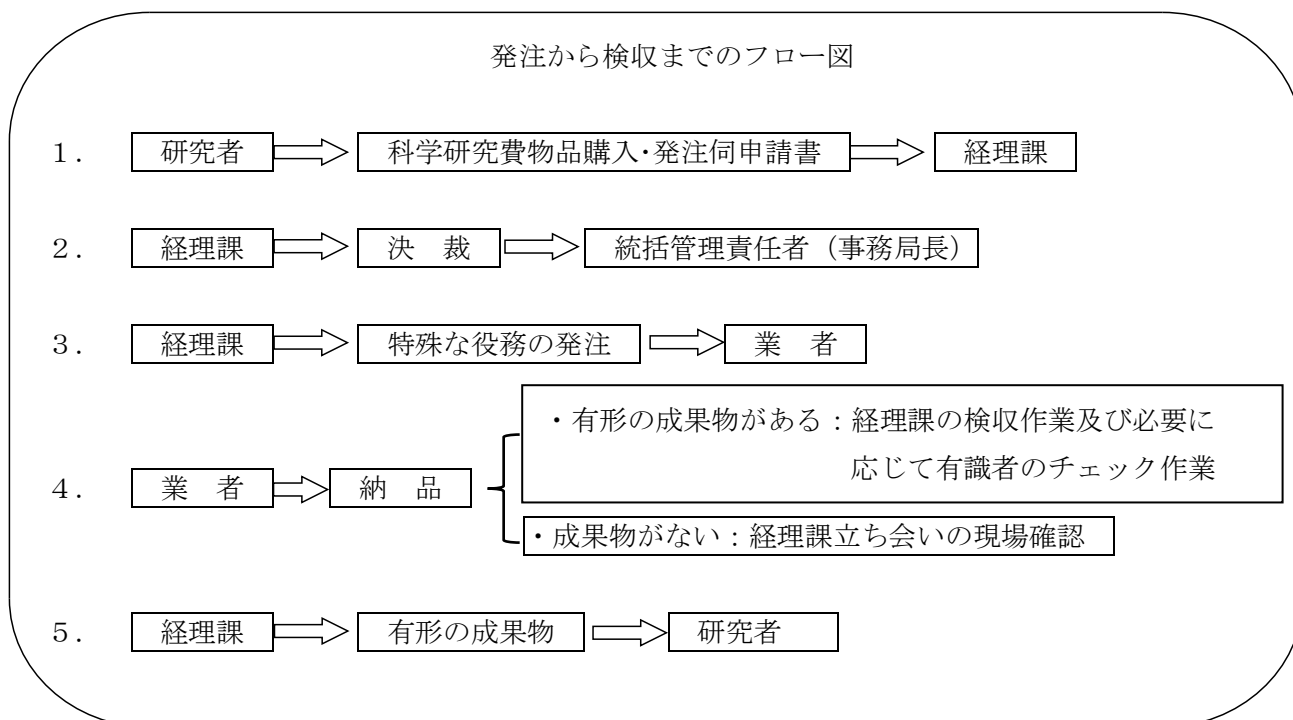 発注から検収までのフロー図
１． 研究者 科学研究費物品購入・発注伺申請書 経理課
２． 経理課 決　裁 統括管理責任者（事務局長）
３． 経理課 特殊な役務の発注 業　者
・有形の成果物がある：経理課の検収作業及び必要に
応じて有識者のチェック作業
４． 業　者 納　品
・成果物がない：経理課立ち会いの現場確認
５． 経理課 有形の成果物 研究者